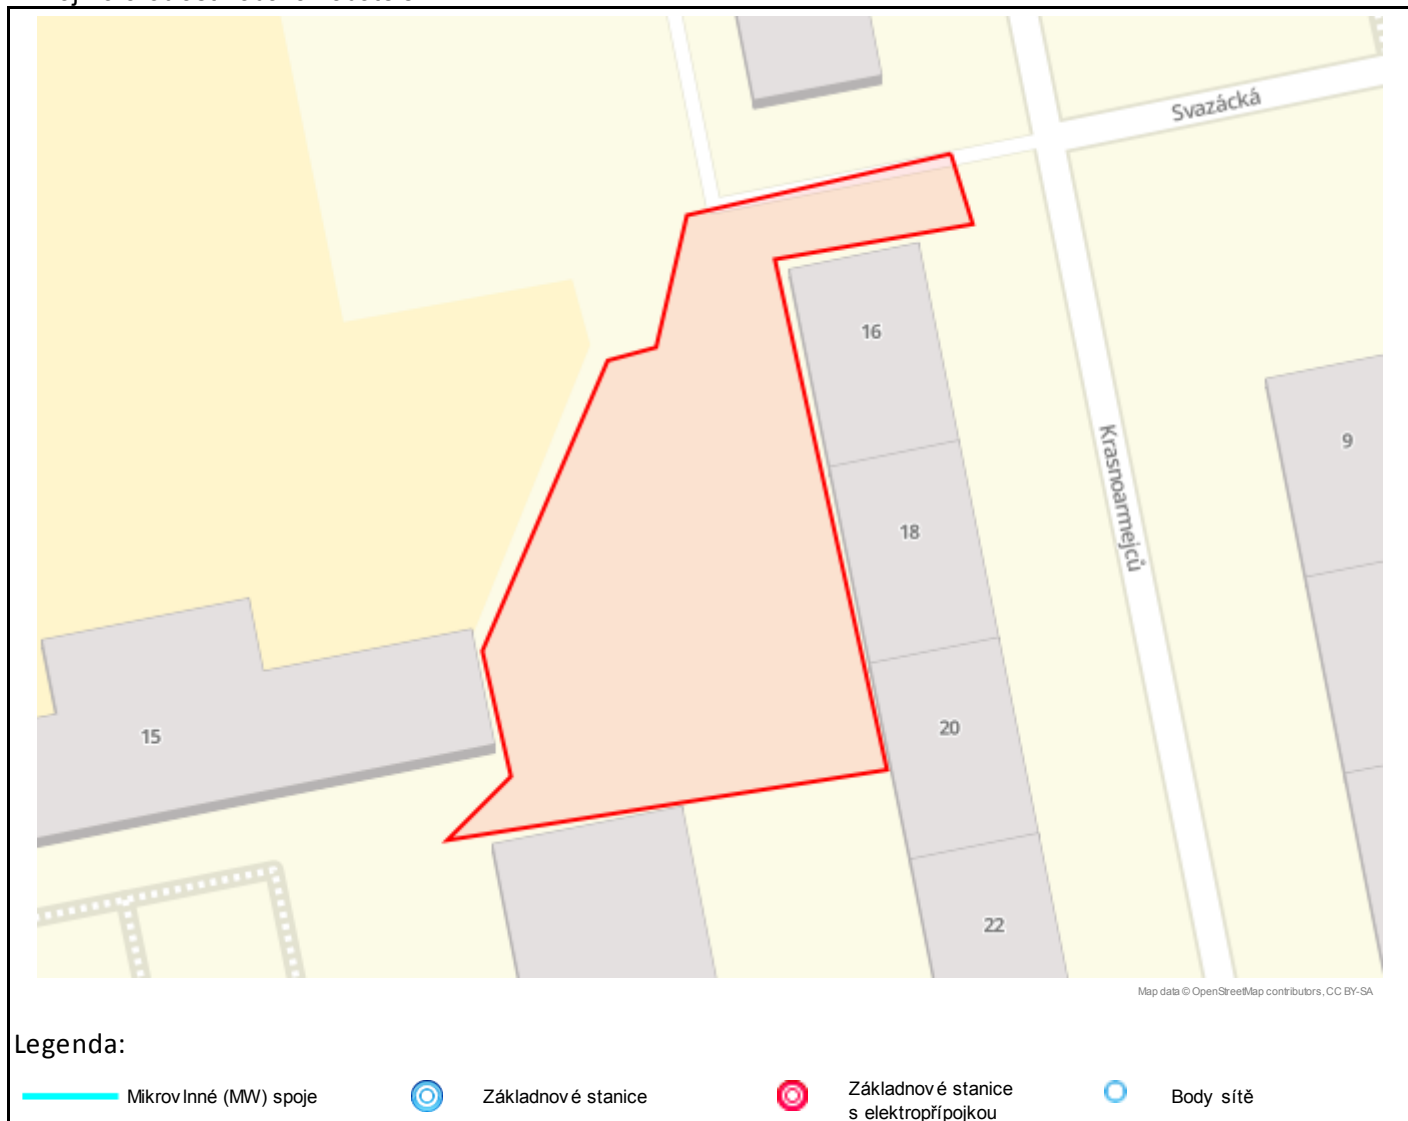 Svazácká
16
9
Krasnoarmejců
18
20
15
22
Map data © OpenStreetMap contributors, CC BY-SA
Legenda:
Mikrovlnné (MW) spoje
Základnové stanice
Základnové stanice
s elektropřípojkou
Body sítě